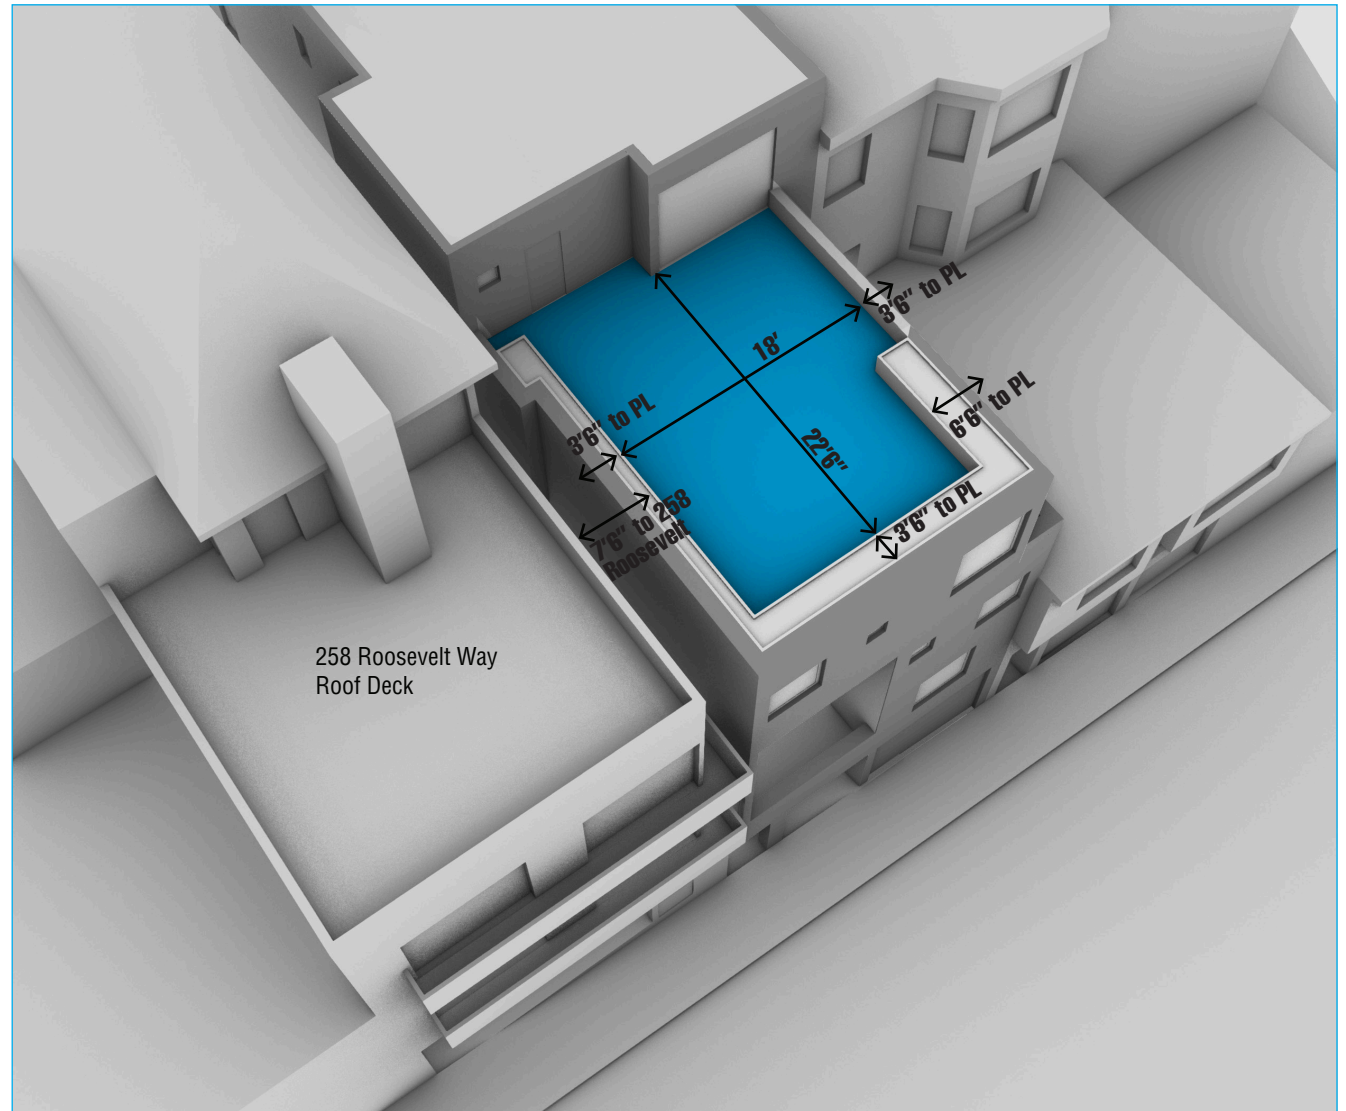 3'6" to PL
18'
6'6" to PL
3'6" to PL
22'6"
3'6" to PL
7'6" to 258
Roosevelt
258 Roosevelt Way
Roof Deck